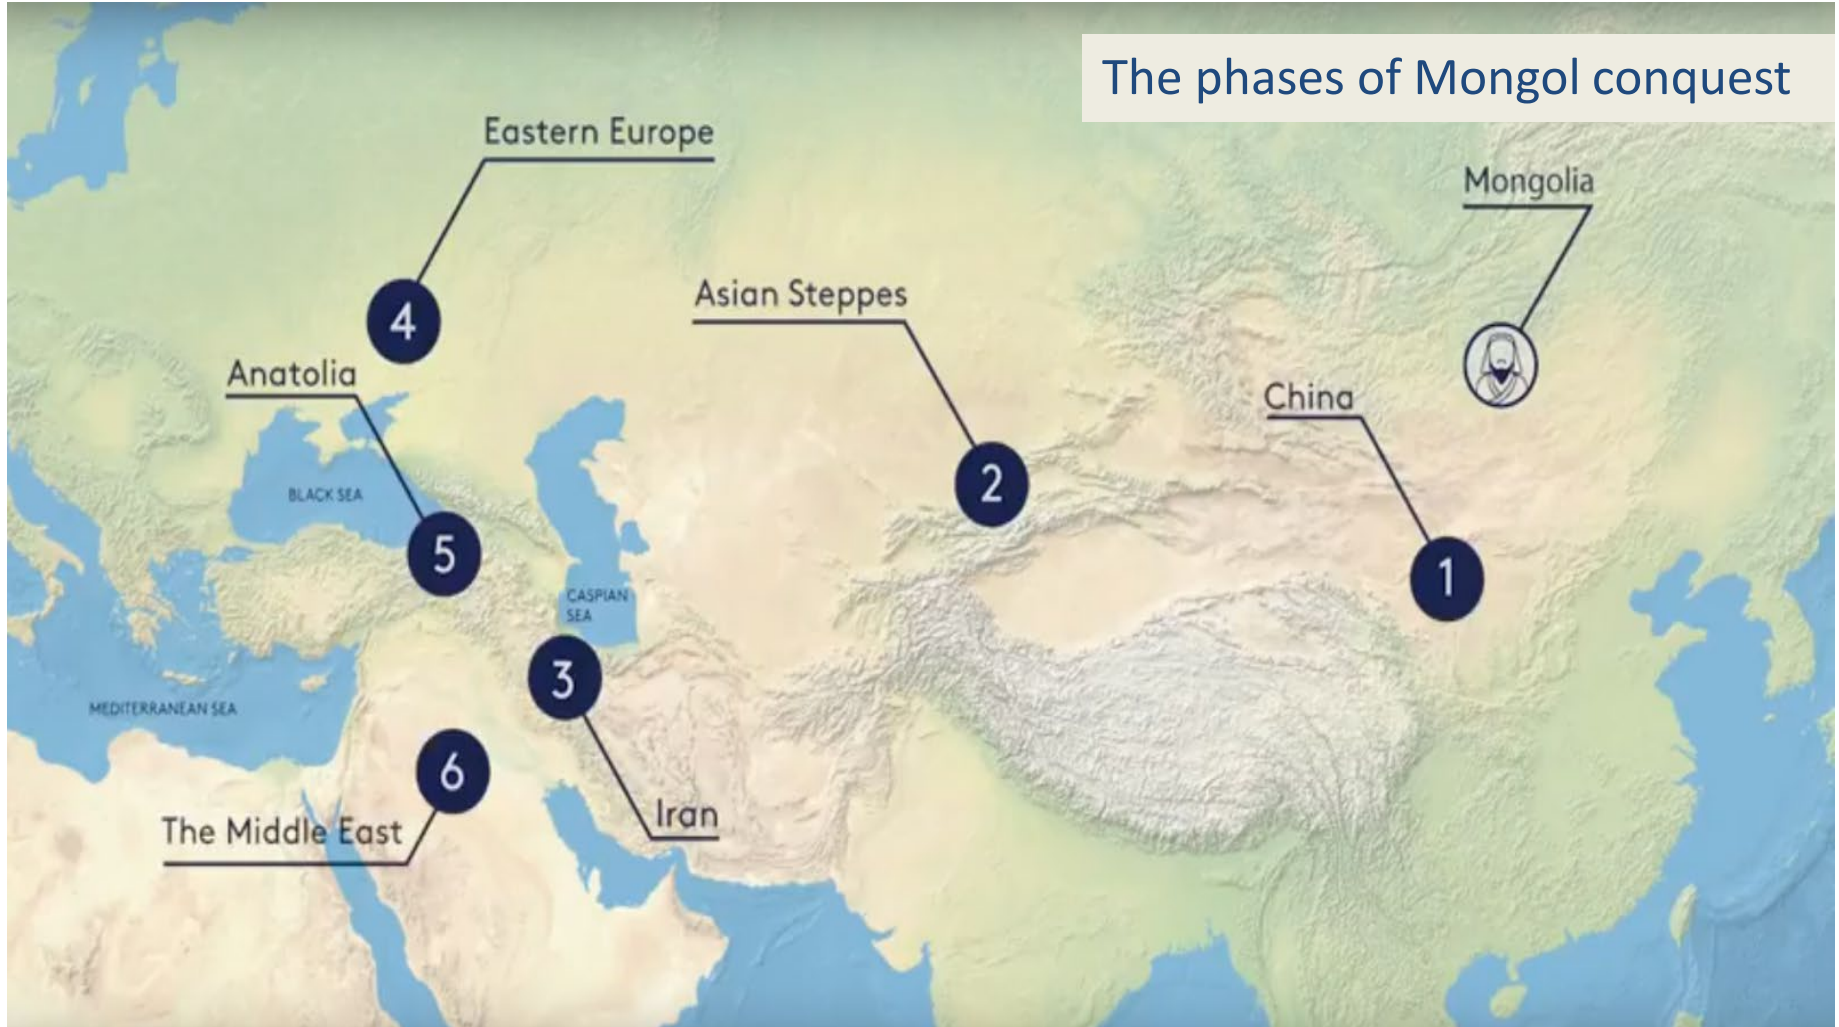 The phases of Mongol conquest
Eastern Europe
Mongolia
Asian Steppes
4
Anatolia
China
2
BLACK SEA
5
1
CASPIAN
SEA
3
MEDITERRANEAN SEA
6
Iran
The Middle East